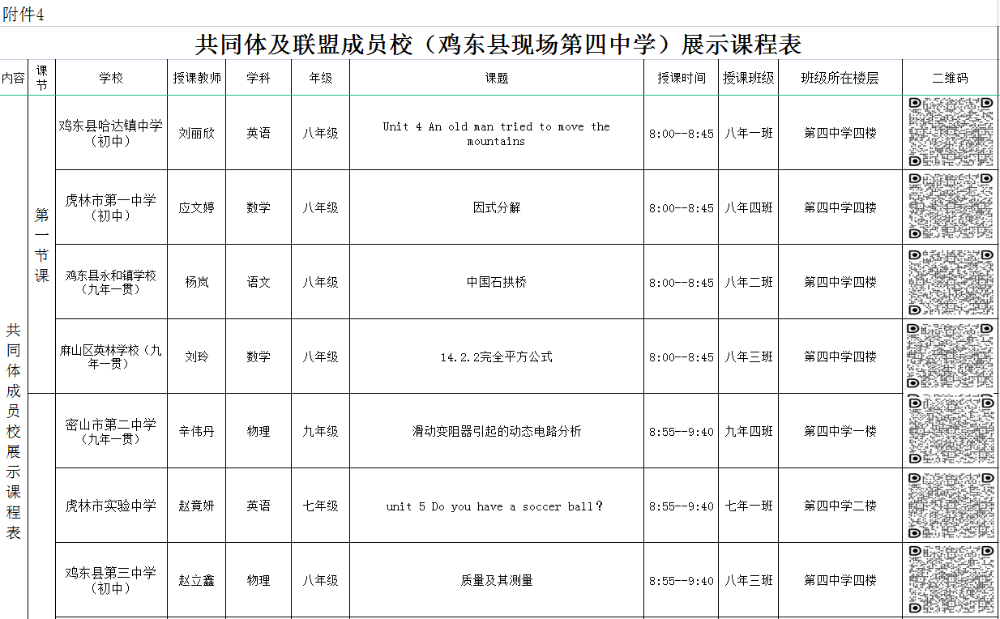 附件4
共同体及联盟成员校（鸡东县现场第四中学）展示课程表
内容 课节 学校 授课教师 学科 年级 课题 授课时间 授课班级 班级所在楼层 二维码
共同体成员校展示课程表
第一节课
鸡东县哈达镇中学（初中） 刘丽欣 英语 八年级 Unit 4 An old man tried to move the mountains 8:00--8:45 八年一班 第四中学四楼
虎林市第一中学（初中） 应文婷 数学 八年级 因式分解 8:00--8:45 八年四班 第四中学四楼
鸡东县永和镇学校（九年一贯） 杨岚 语文 八年级 中国石拱桥 8:00--8:45 八年二班 第四中学四楼
麻山区英林学校（九年一贯） 刘玲 数学 八年级 14.2.2完全平方公式 8:00--8:45 八年三班 第四中学四楼
密山市第二中学（九年一贯） 辛伟丹 物理 九年级 滑动变阻器引起的动态电路分析 8:55--9:40 九年四班 第四中学一楼
虎林市实验中学 赵竟妍 英语 七年级 unit 5 Do you have a soccer ball？ 8:55--9:40 七年一班 第四中学二楼
鸡东县第三中学（初中） 赵立鑫 物理 八年级 质量及其测量 8:55--9:40 八年三班 第四中学四楼